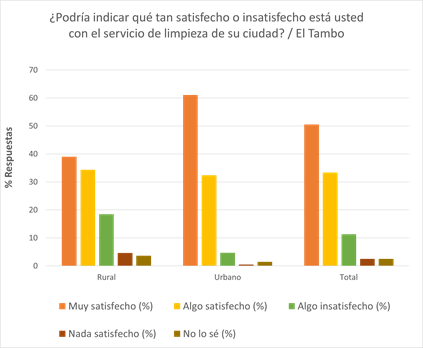 ¿Podría indicar qué tan satisfecho o insatisfecho está usted
con el servicio de limpieza de su ciudad? / El Tambo
% Respuestas
70
60
50
40
30
20
10
0
Rural Urbano Total
Muy satisfecho (%) Algo satisfecho (%) Algo insatisfecho (%)
Nada satisfecho (%) No lo sé (%)